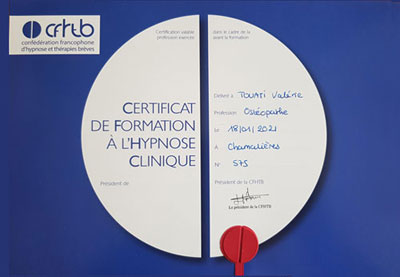 cfhtb
confédération francophone
d'hypnose et thérapies brèves
Certification valable
profession exercée
CERTIFICAT
DE FORMATION
À L'HYPNOSE
CLINIQUE
Président de
dans le cadre de la
ayant la formation
Délivré à TOUATI Valérie
Profession Ostéopathe
Le 18/01/2021
A Chamalières
N° 575
Président de la CFHTB
Le président de la CFHTB